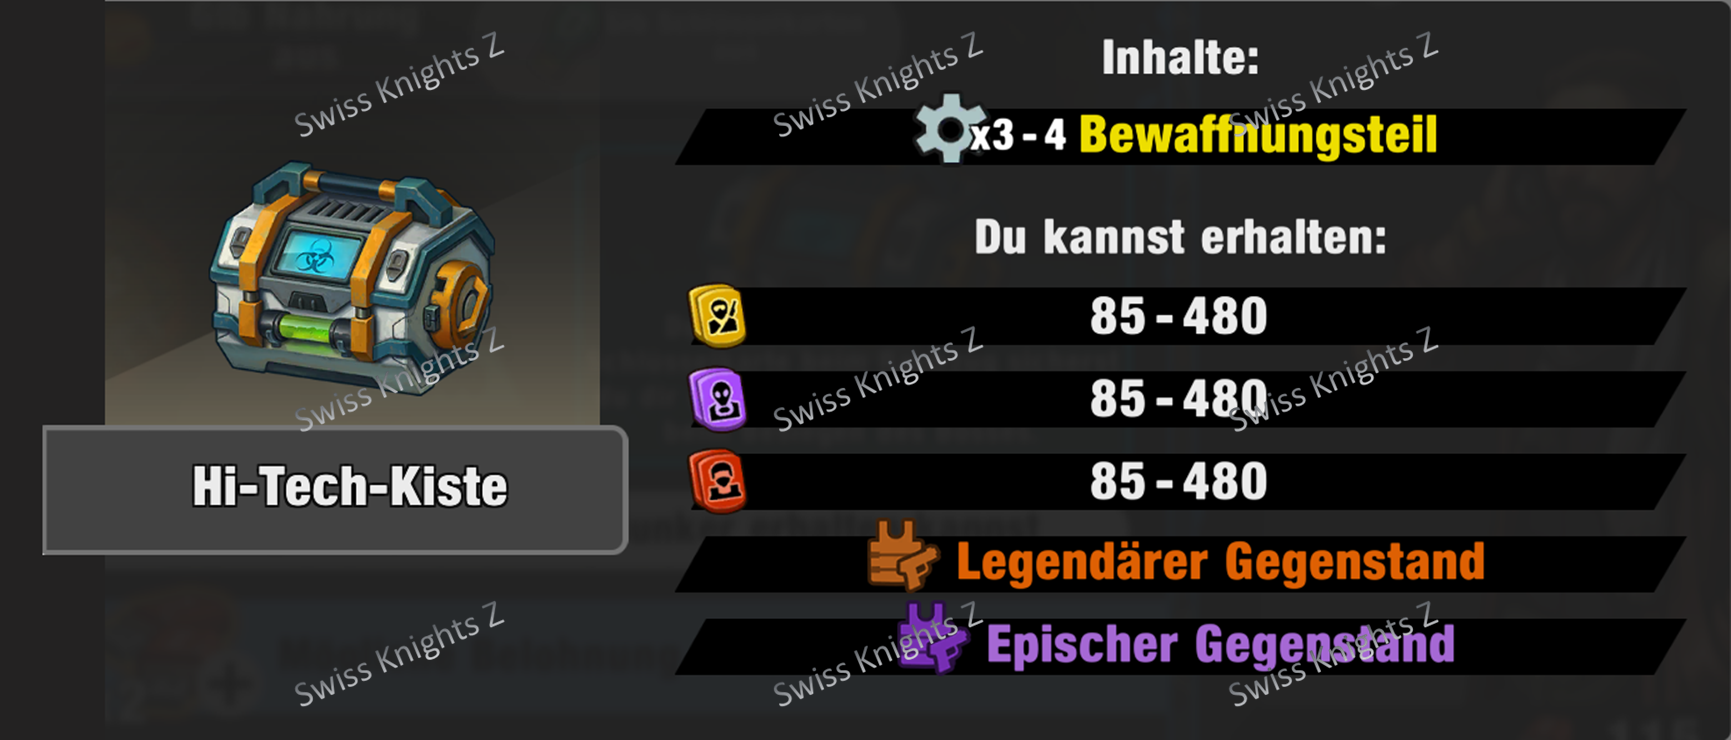 Inhalte:
x3 - 4 Bewaffnungsteil
Du kannst erhalten:
85 - 480
85 - 480
85 - 480
Legendärer Gegenstand
Epischer Gegenstand
Hi-Tech-Kiste
Swiss Knights Z
Swiss Knights Z
Swiss Knights Z
Swiss Knights Z
Swiss Knights Z
Swiss Knights Z
Swiss Knights Z
Swiss Knights Z
Swiss Knights Z